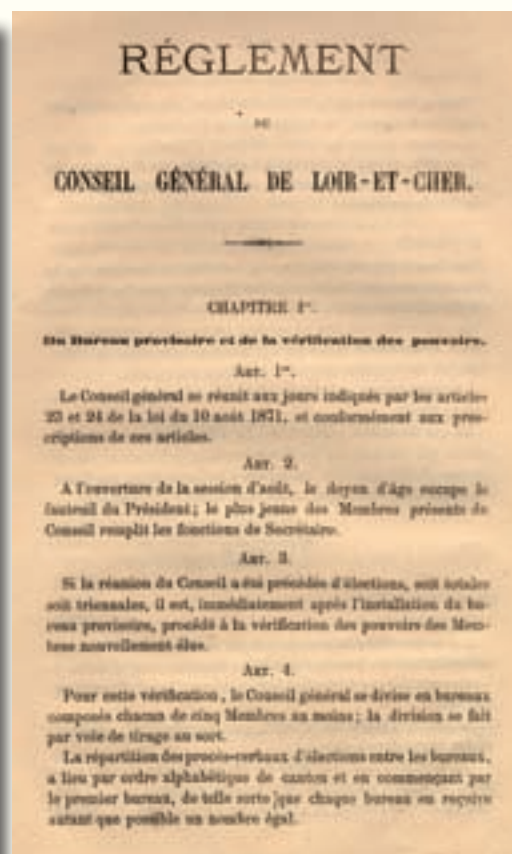 RÉGLEMENT
DU
CONSEIL GÉNÉRAL DE LOIR-ET-CHER.
CHAPITRE 1er.
Du Bureau provisoire et de la vérification des pouvoirs.
Art. 1er.
Le Conseil général se réunit aux jours indiqués par les articles
23 et 24 de la loi du 10 août 1871, et conformément aux pres-
criptions de ces articles.
Art. 2.
A l'ouverture de la session d'août, le doyen d'âge occupe le
fauteuil du Président; le plus jeune des Membres présents du
Conseil remplit les fonctions de Secrétaire.
Art. 3.
Si la réunion du Conseil a été précédée d'élections, soit totales
soit triennales, il est, immédiatement après l'installation du bu-
reau provisoire, procédé à la vérification des pouvoirs des Mem-
bres nouvellement élus.
Art. 4.
Pour cette vérification, le Conseil général se divise en bureaux
composés chacun de cinq Membres au moins; la division se fait
par voie de tirage au sort.
La répartition des procès-verbaux d'élections entre les bureaux,
a lieu par ordre alphabétique de canton et en commençant par
le premier bureau, de telle sorte que chaque bureau en reçoive
autant que possible un nombre égal.